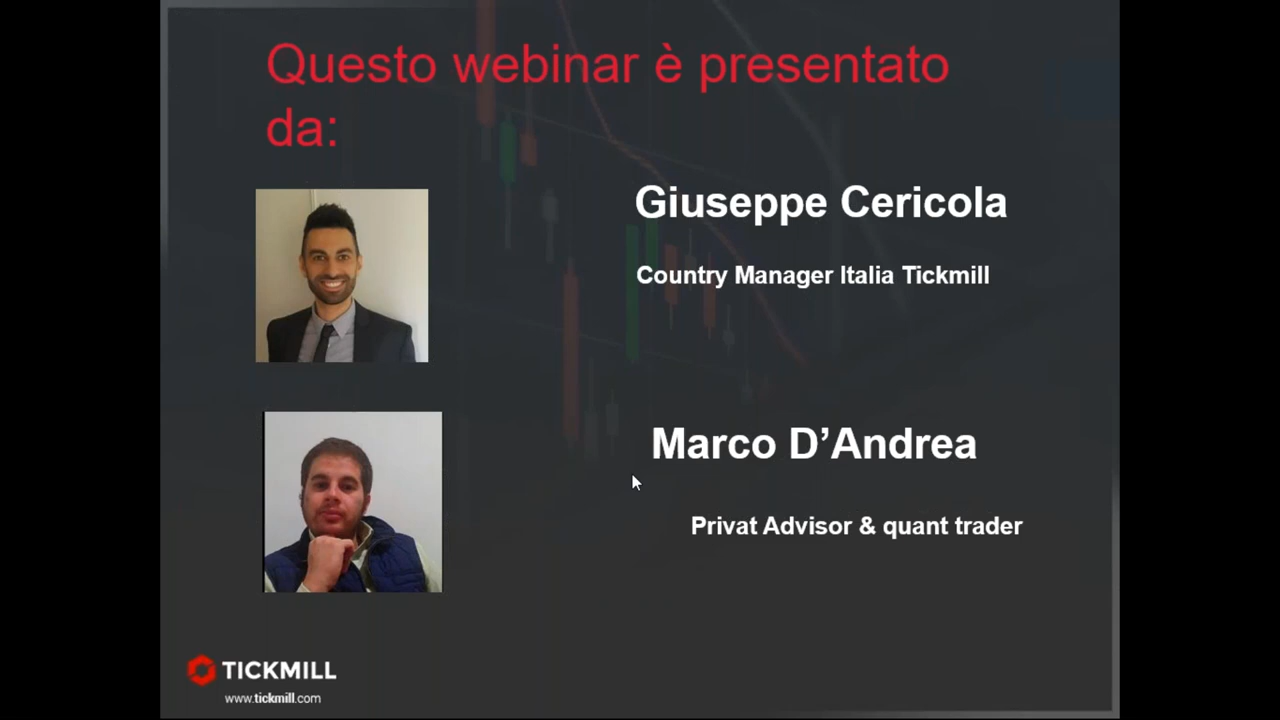 Questo webinar è presentato
da:
Giuseppe Cericola
Country Manager Italia Tickmill
Marco D’Andrea
Privat Advisor & quant trader
TICKMILL
www.tickmill.com